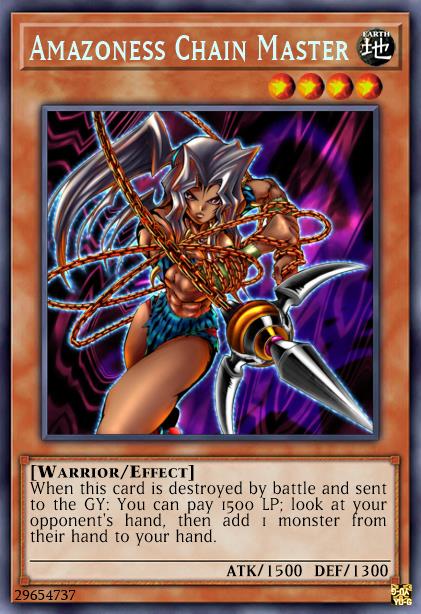 AMAZONESS CHAIN MASTER
EARTH
地
[WARRIOR/EFFECT]
When this card is destroyed by battle and sent
to the GY: You can pay 1500 LP; look at your
opponent's hand, then add 1 monster from
their hand to your hand.
ATK/1500 DEF/1300
29654737